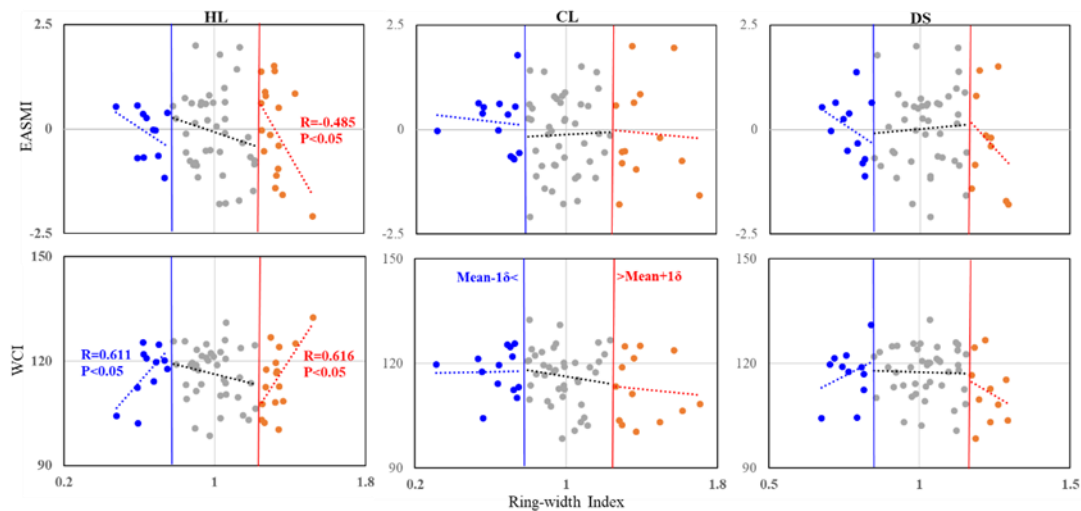 HL CL DS
2.5 2.5 2.5
EASMI 0 0 0
R=-0.485
P<0.05
-2.5 2.5 2.5
150 150 150
WCI 120 120 120
R=0.611
P<0.05
R=0.616
P<0.05
Mean-1δ< >Mean+1δ
90 90 90
0.2 1 1.8 0.2 1 1.8 0.5 1 1.5
Ring-width Index